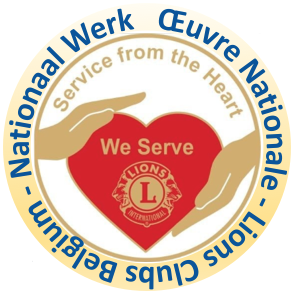 Nationaal Werk Œuvre Nationale - Lions Clubs Belgium -
Service from the Heart
We Serve
LIONS
L
INTERNATIONAL